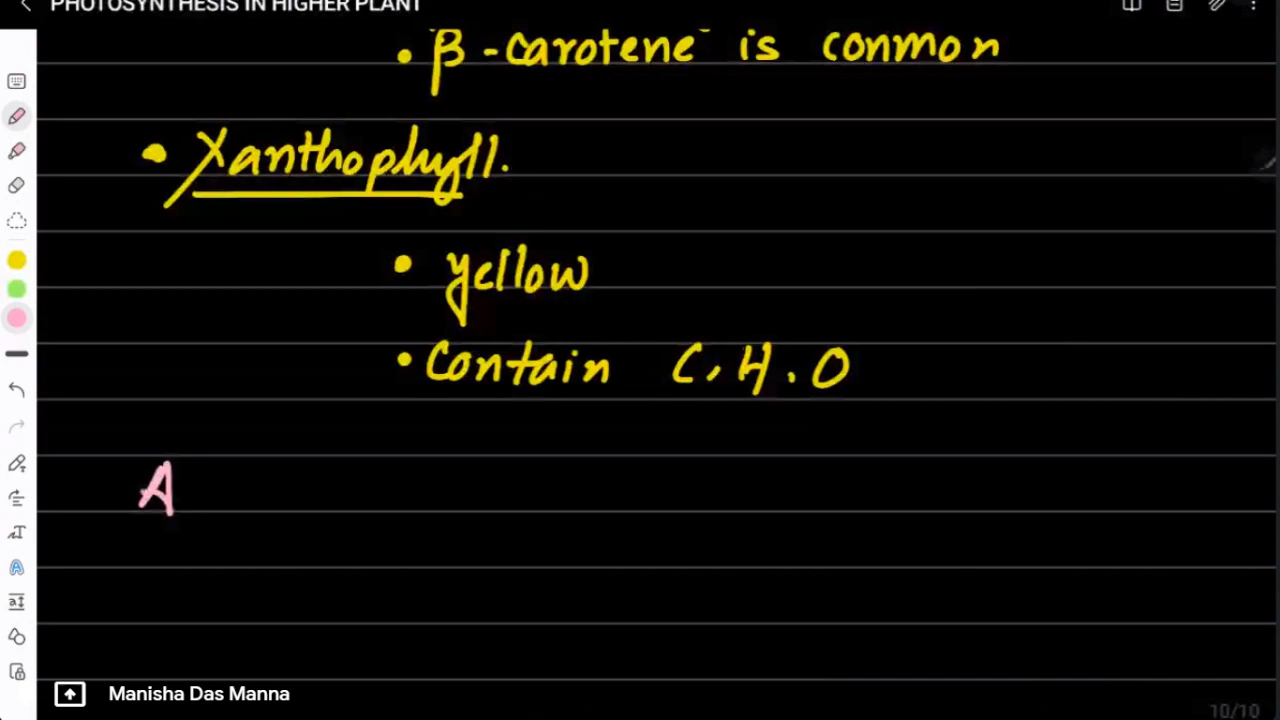 PHOTOSYNTHESIS IN HIGHER PLANT
• β-carotene is conmon
• Xanthophyll.
• yellow
• Contain C, H, O
A
Manisha Das Manna
10/10